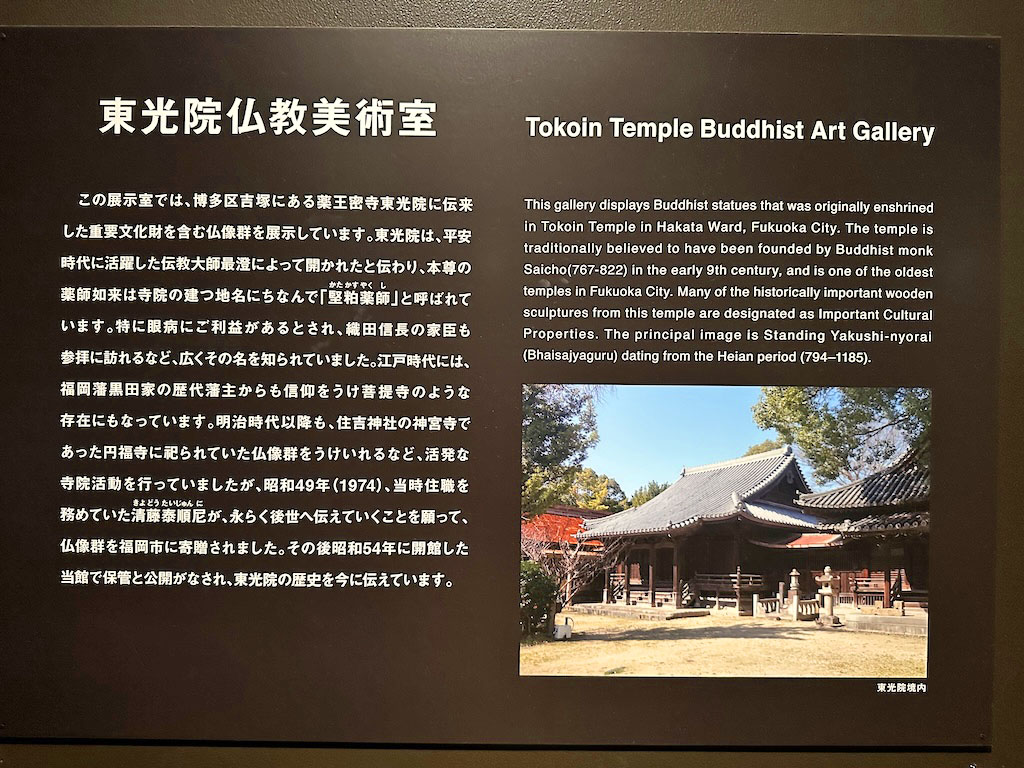 東光院仏教美術室
この展示室では、博多区吉塚にある薬王密寺東光院に伝来
した重要文化財を含む仏像群を展示しています。東光院は、平安
時代に活躍した伝教大師最澄によって開かれたと伝わり、本尊の
かたかすやくし
薬師如来は寺院の建つ地名にちなんで「堅粕薬師」と呼ばれて
います。特に眼病にご利益があるとされ、織田信長の家臣も
参拝に訪れるなど、広くその名を知られていました。江戸時代には、
福岡藩黒田家の歴代藩主からも信仰をうけ菩提寺のような
存在にもなっています。明治時代以降も、住吉神社の神宮寺で
あった円福寺に祀られていた仏像群をうけいれるなど、活発な
寺院活動を行っていましたが、昭和49年(1974)、当時住職を
きよどうたいじゅんに
務めていた清藤泰順尼が、永らく後世へ伝えていくことを願って、
仏像群を福岡市に寄贈されました。その後昭和54年に開館した
当館で保管と公開がなされ、東光院の歴史を今に伝えています。
Tokoin Temple Buddhist Art Gallery
This gallery displays Buddhist statues that was originally enshrined
in Tokoin Temple in Hakata Ward, Fukuoka City. The temple is
traditionally believed to have been founded by Buddhist monk
Saicho(767-822) in the early 9th century, and is one of the oldest
temples in Fukuoka City. Many of the historically important wooden
sculptures from this temple are designated as Important Cultural
Properties. The principal image is Standing Yakushi-nyorai
(Bhaisajyaguru) dating from the Heian period (794–1185).
東光院境内